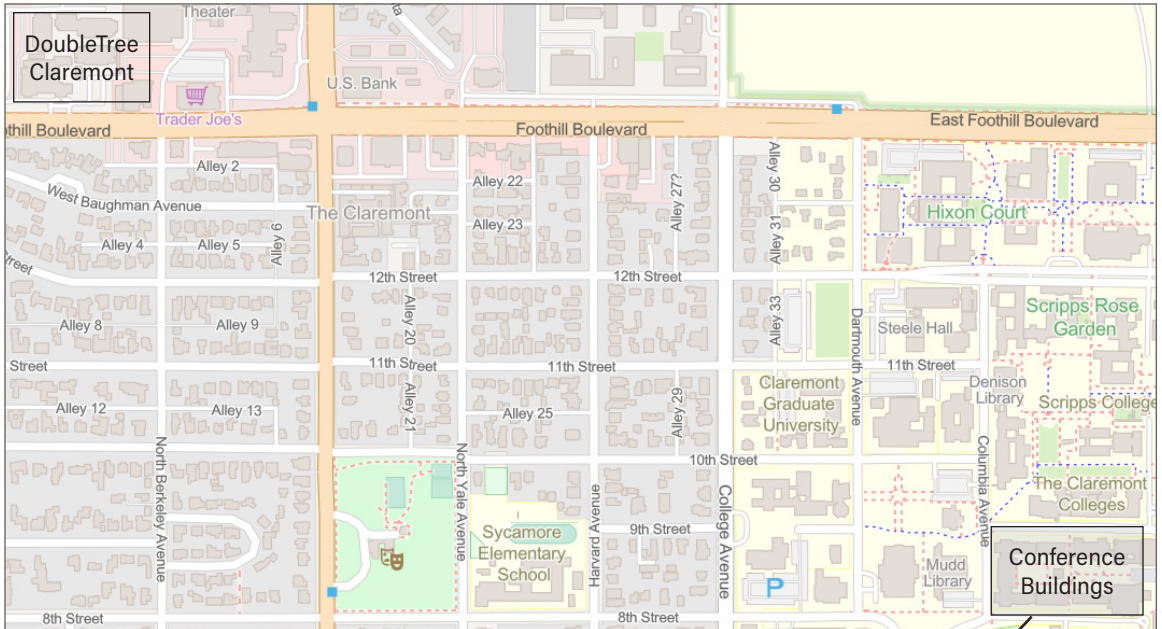 Theater
ta
DoubleTree
Claremont
U.S. Bank
Trader Joe's
othill Boulevard
Foothill Boulevard
East Foothill Boulevard
Alley 2
Alley 22
Alley 27?
Alley 30
West Baughman Avenue
The Claremont
Hixon Court
Alley 23
Alley 31
Alley 4
Alley 5
Alley 6
Street
12th Street
12th Street
Alley 8
Alley 9
Alley 20
Alley 33
Dartmouth Avenue
Steele Hall
Scripps Rose
Garden
Street
11th Street
11th Street
11th Street
Alley 12
Alley 13
Alley 21
Alley 25
Alley 29
Claremont
Graduate
University
Denison
Library
Scripps College
10th Street
North Berkeley Avenue
North Yale Avenue
Harvard Avenue
College Avenue
Columbia Avenue
The Claremont
Colleges
Sycamore
Elementary
School
9th Street
P
Mudd
Library
Conference
Buildings
8th Street
8th Street